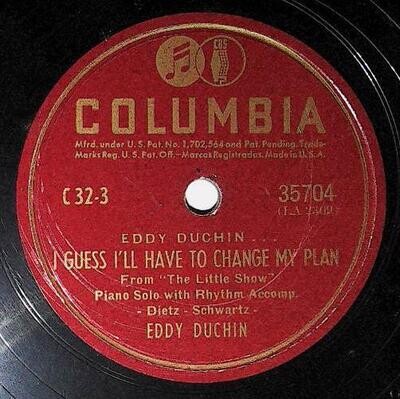 CBS
COLUMBIA
Mfrd. under U.S. Pat. No. 1,702,564 and Pat. Pending. Trade-
Marks Reg. U.S. Pat. Off.—Marcas Registradas. Made in U.S.A.
C 32-3
35704
EDDY DUCHIN...
I GUESS I'LL HAVE TO CHANGE MY PLAN
From "The Little Show"
Piano Solo with Rhythm Accomp.
- Dietz - Schwartz -
EDDY DUCHIN